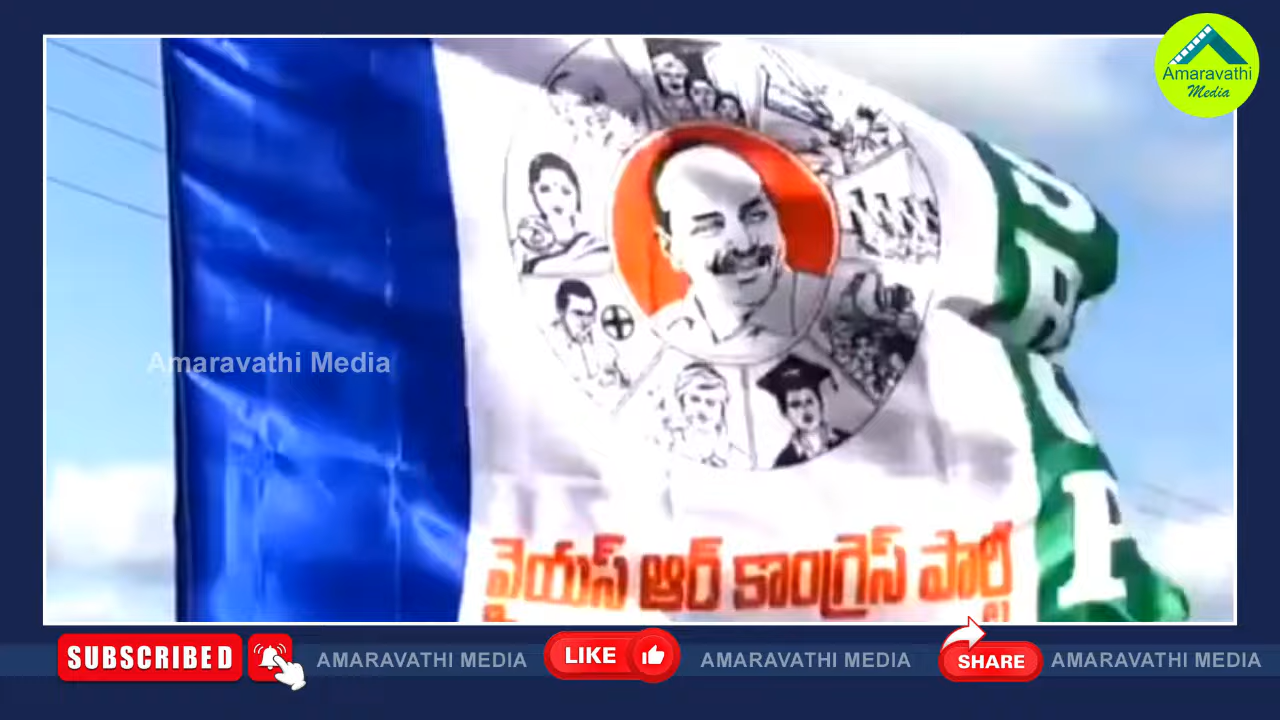 Amaravathi
Media
Amaravathi Media
వైయస్ ఆర్ కాంగ్రెస్ పార్టీ
SUBSCRIBED
AMARAVATHI MEDIA
LIKE
AMARAVATHI MEDIA
SHARE
AMARAVATHI MEDIA